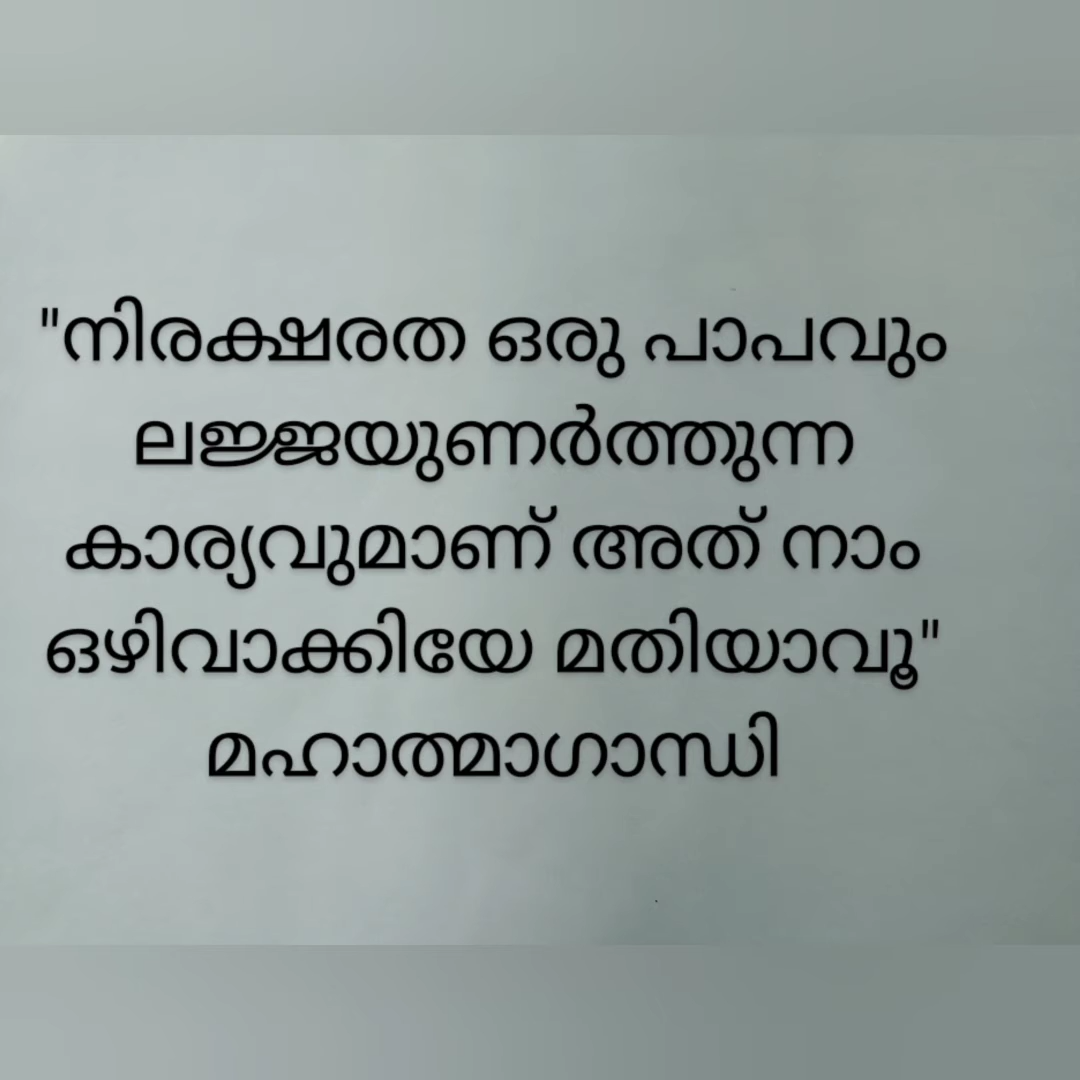 "നിരക്ഷരത ഒരു പാപവും
ലജ്ജയുണർത്തുന്ന
കാര്യവുമാണ് അത് നാം
ഒഴിവാക്കിയേ മതിയാവൂ"
മഹാത്മാഗാന്ധി